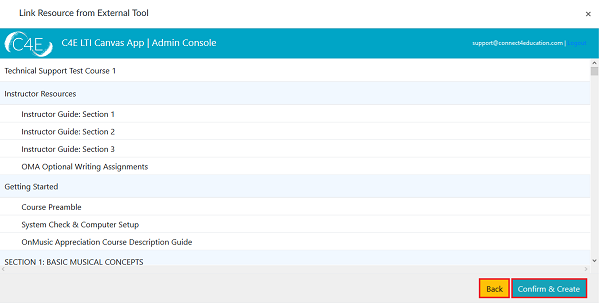 Link Resource from External Tool
×
C4E
C4E LTI Canvas App | Admin Console
support@connect4education.com |
Technical Support Test Course 1
Instructor Resources
Instructor Guide: Section 1
Instructor Guide: Section 2
Instructor Guide: Section 3
OMA Optional Writing Assignments
Getting Started
Course Preamble
System Check & Computer Setup
OnMusic Appreciation Course Description Guide
SECTION 1: BASIC MUSICAL CONCEPTS
Back
Confirm & Create